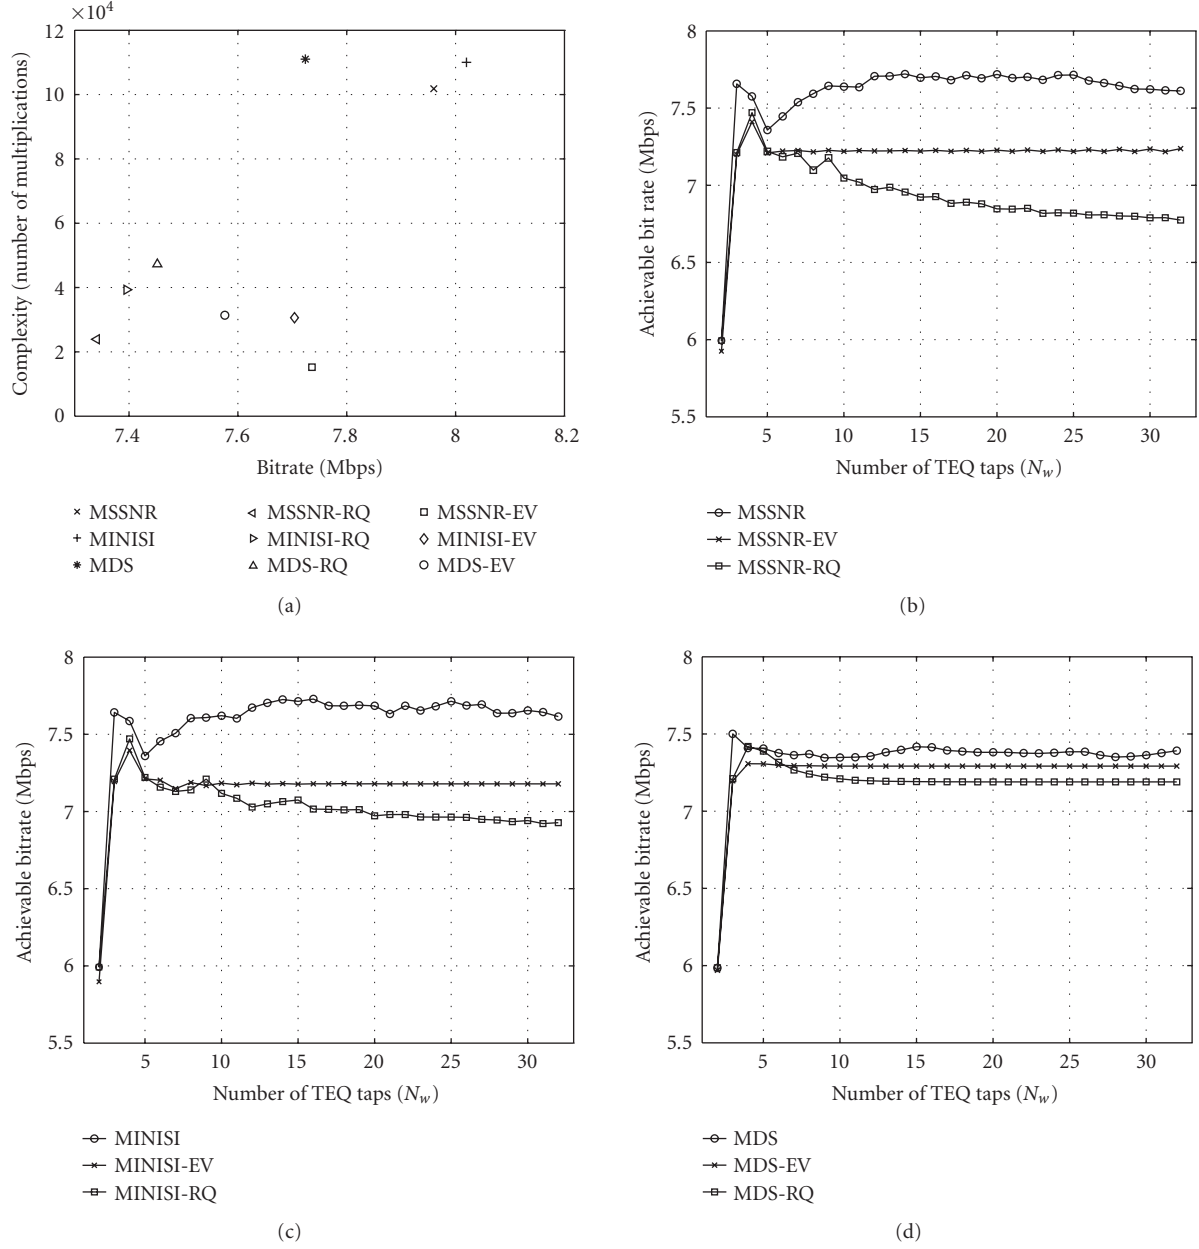 ×10⁴
12
10
8
6
4
2
0
7.4 7.6 7.8 8 8.2
Complexity (number of multiplications)
Bitrate (Mbps)
MSSNR MSSNR-RQ MSSNR-EV
MINISI MINISI-RQ MINISI-EV
MDS MDS-RQ MDS-EV
(a)
8
7.5
7
6.5
6
5.5
5 10 15 20 25 30
Achievable bit rate (Mbps)
Number of TEQ taps (N_w)
MSSNR
MSSNR-EV
MSSNR-RQ
(b)
8
7.5
7
6.5
6
5.5
5 10 15 20 25 30
Achievable bitrate (Mbps)
Number of TEQ taps (N_w)
MINISI
MINISI-EV
MINISI-RQ
(c)
8
7.5
7
6.5
6
5.5
5 10 15 20 25 30
Achievable bitrate (Mbps)
Number of TEQ taps (N_w)
MDS
MDS-EV
MDS-RQ
(d)